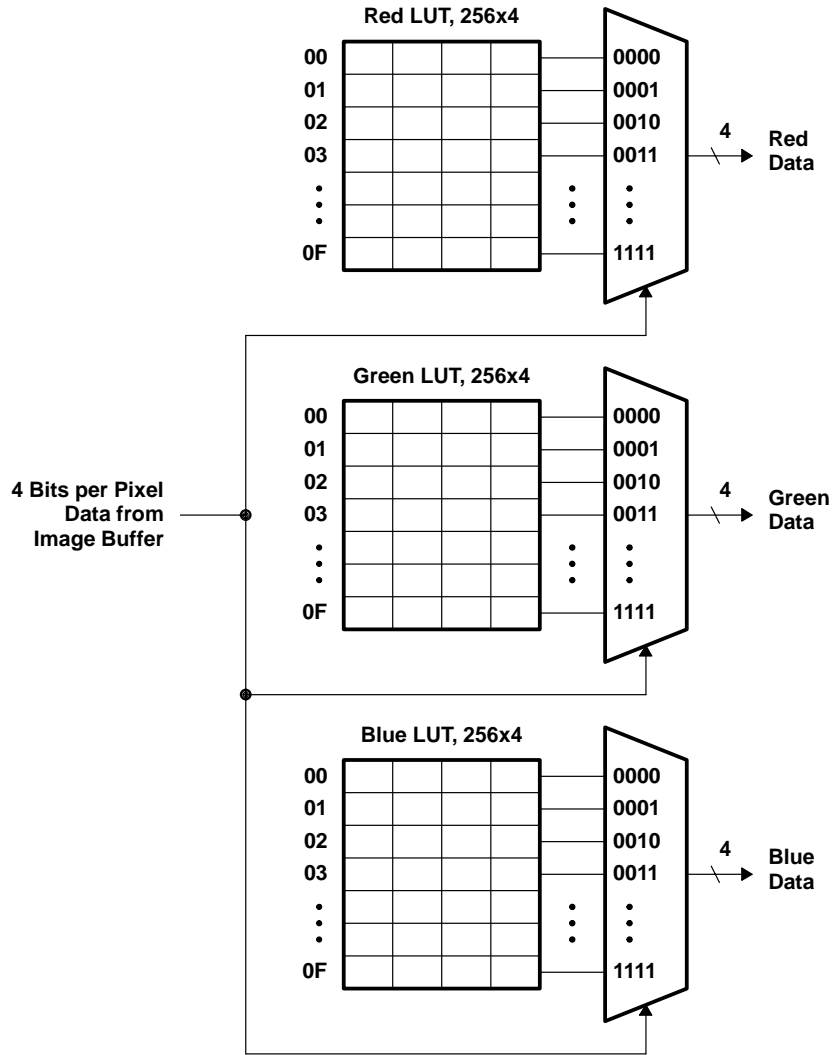 Red LUT, 256x4
00 0000
01 0001
02 0010
03 0011
4
Red
Data
0F 1111
Green LUT, 256x4
00 0000
01 0001
02 0010
03 0011
4
Green
Data
0F 1111
4 Bits per Pixel
Data from
Image Buffer
Blue LUT, 256x4
00 0000
01 0001
02 0010
03 0011
4
Blue
Data
0F 1111